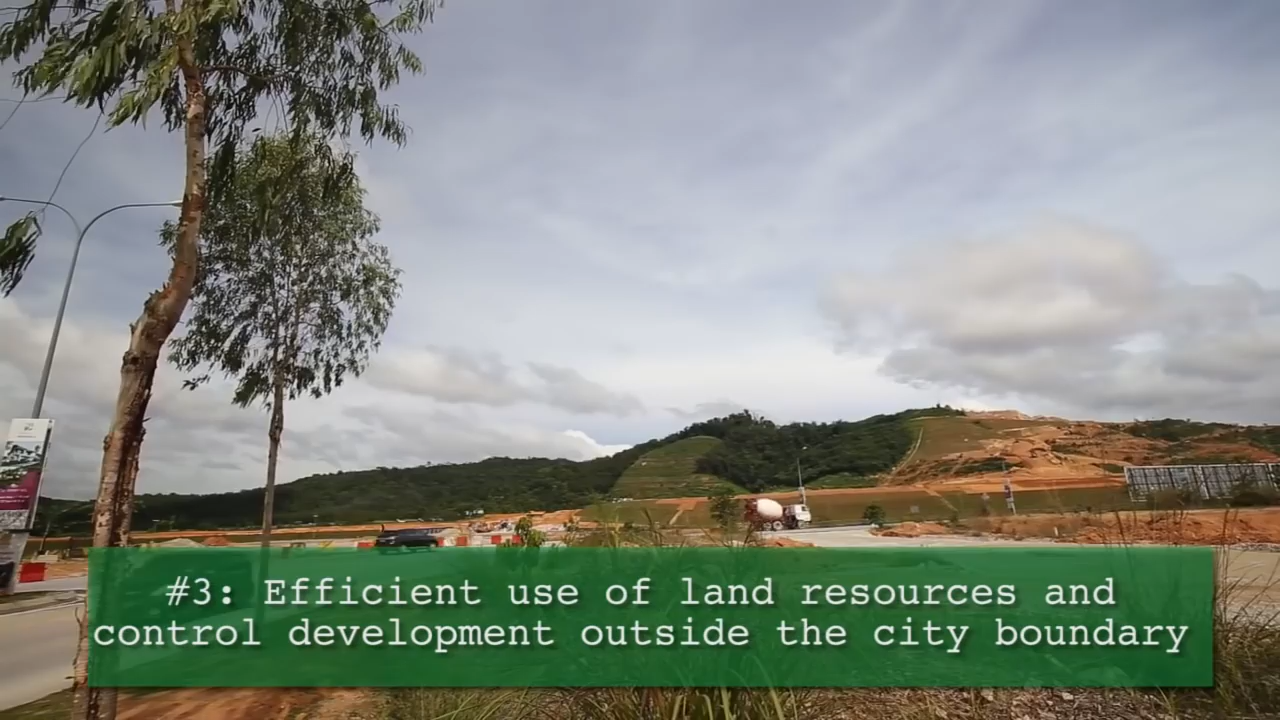 #3: Efficient use of land resources and
control development outside the city boundary